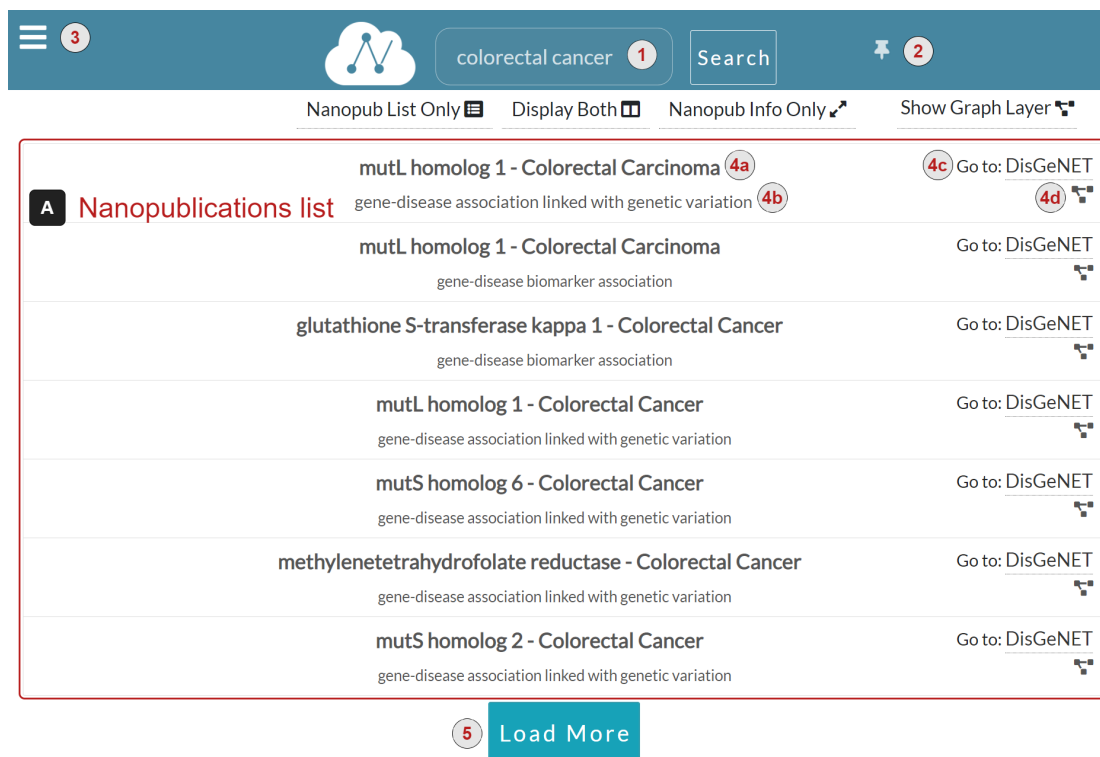 3
colorectal cancer 1 Search 2
Nanopub List Only Display Both Nanopub Info Only Show Graph Layer
mutL homolog 1 - Colorectal Carcinoma 4a 4c Go to: DisGeNET
A Nanopublications list gene-disease association linked with genetic variation 4b 4d
mutL homolog 1 - Colorectal Carcinoma Go to: DisGeNET
gene-disease biomarker association
glutathione S-transferase kappa 1 - Colorectal Cancer Go to: DisGeNET
gene-disease biomarker association
mutL homolog 1 - Colorectal Cancer Go to: DisGeNET
gene-disease association linked with genetic variation
mutS homolog 6 - Colorectal Cancer Go to: DisGeNET
gene-disease association linked with genetic variation
methylenetetrahydrofolate reductase - Colorectal Cancer Go to: DisGeNET
gene-disease association linked with genetic variation
mutS homolog 2 - Colorectal Cancer Go to: DisGeNET
gene-disease association linked with genetic variation
5 Load More